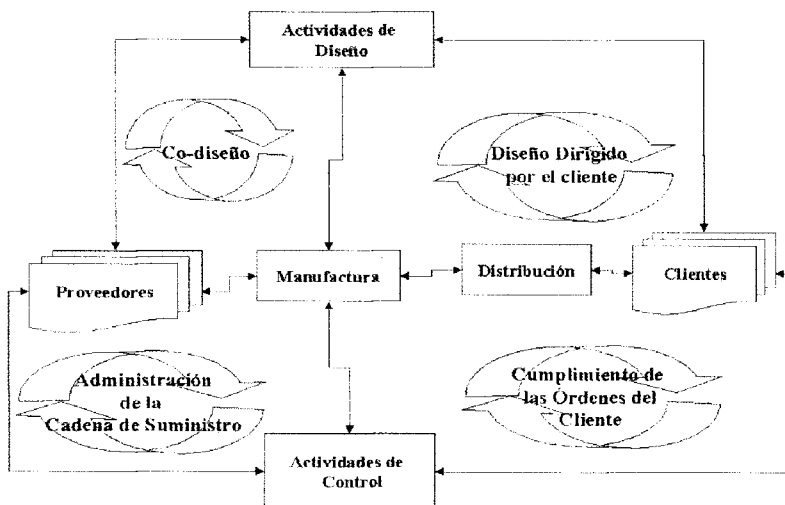 Actividades de
Diseño
Co-diseño
Diseño Dirigido
por el cliente
Proveedores
Manufactura
Distribución
Clientes
Administración
de la
Cadena de Suministro
Cumplimiento de
las Órdenes del
Cliente
Actividades de
Control